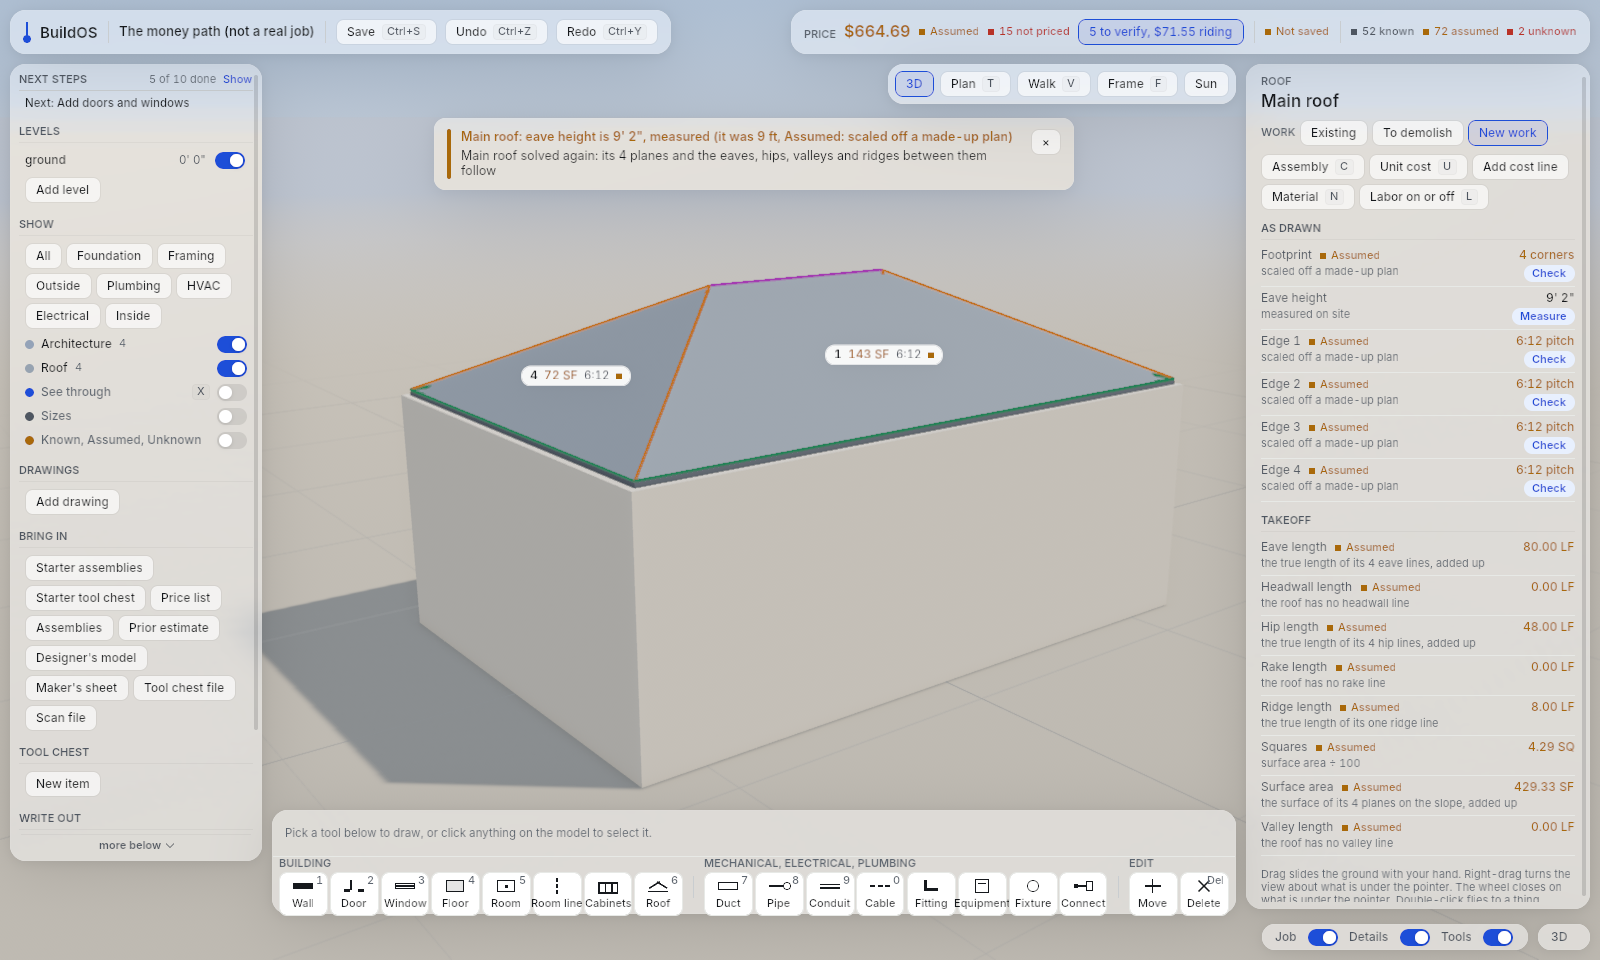 BuildOS
The money path (not a real job)
Save Ctrl+S
Undo Ctrl+Z
Redo Ctrl+Y
PRICE $664.69 Assumed 15 not priced 5 to verify, $71.55 riding Not saved 52 known 72 assumed 2 unknown
NEXT STEPS 5 of 10 done Show
Next: Add doors and windows
LEVELS
ground 0' 0"
Add level
SHOW
All Foundation Framing
Outside Plumbing HVAC
Electrical Inside
Architecture 4
Roof 4
See through X
Sizes
Known, Assumed, Unknown
DRAWINGS
Add drawing
BRING IN
Starter assemblies
Starter tool chest Price list
Assemblies Prior estimate
Designer's model
Maker's sheet Tool chest file
Scan file
TOOL CHEST
New item
WRITE OUT
more below
3D Plan T Walk V Frame F Sun
Main roof: eave height is 9' 2", measured (it was 9 ft, Assumed: scaled off a made-up plan)
Main roof solved again: its 4 planes and the eaves, hips, valleys and ridges between them
follow
×
4 72 SF 6:12
1 143 SF 6:12
Pick a tool below to draw, or click anything on the model to select it.
BUILDING
Wall 1 Door 2 Window 3 Floor 4 Room 5 Room line Cabinets Roof 6
MECHANICAL, ELECTRICAL, PLUMBING
Duct 7 Pipe 8 Conduit 9 Cable 0 Fitting Equipment Fixture Connect
EDIT
Move Delete Del
ROOF
Main roof
WORK Existing To demolish New work
Assembly C Unit cost U Add cost line
Material N Labor on or off L
AS DRAWN
Footprint Assumed 4 corners
scaled off a made-up plan Check
Eave height 9' 2"
measured on site Measure
Edge 1 Assumed 6:12 pitch
scaled off a made-up plan Check
Edge 2 Assumed 6:12 pitch
scaled off a made-up plan Check
Edge 3 Assumed 6:12 pitch
scaled off a made-up plan Check
Edge 4 Assumed 6:12 pitch
scaled off a made-up plan Check
TAKEOFF
Eave length Assumed 80.00 LF
the true length of its 4 eave lines, added up
Headwall length Assumed 0.00 LF
the roof has no headwall line
Hip length Assumed 48.00 LF
the true length of its 4 hip lines, added up
Rake length Assumed 0.00 LF
the roof has no rake line
Ridge length Assumed 8.00 LF
the true length of its one ridge line
Squares Assumed 4.29 SQ
surface area ÷ 100
Surface area Assumed 429.33 SF
the surface of its 4 planes on the slope, added up
Valley length Assumed 0.00 LF
the roof has no valley line
Drag slides the ground with your hand. Right-drag turns the
view about what is under the pointer. The wheel closes on
what is under the pointer. Double-click flies to a thing
Job Details Tools 3D